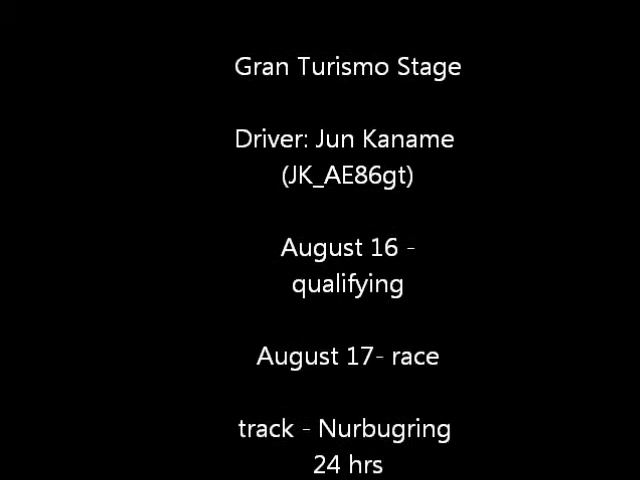 Gran Turismo Stage
Driver: Jun Kaname
(JK_AE86gt)
August 16 -
qualifying
August 17- race
track - Nurbugring
24 hrs